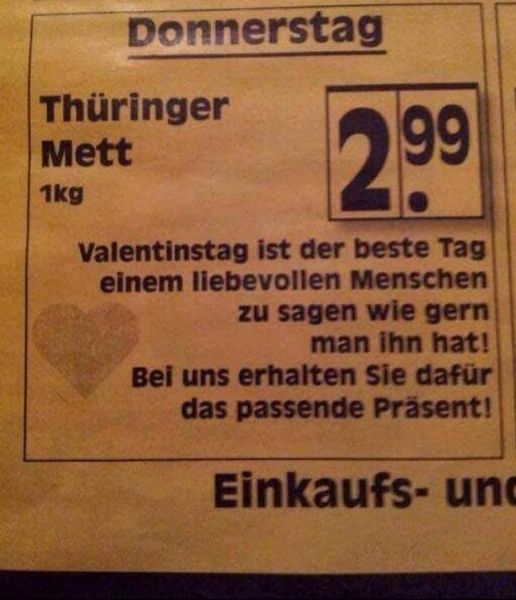 Donnerstag
Thüringer
Mett
1kg
2.99
Valentinstag ist der beste Tag
einem liebevollen Menschen
zu sagen wie gern
man ihn hat!
Bei uns erhalten Sie dafür
das passende Präsent!
Einkaufs- und